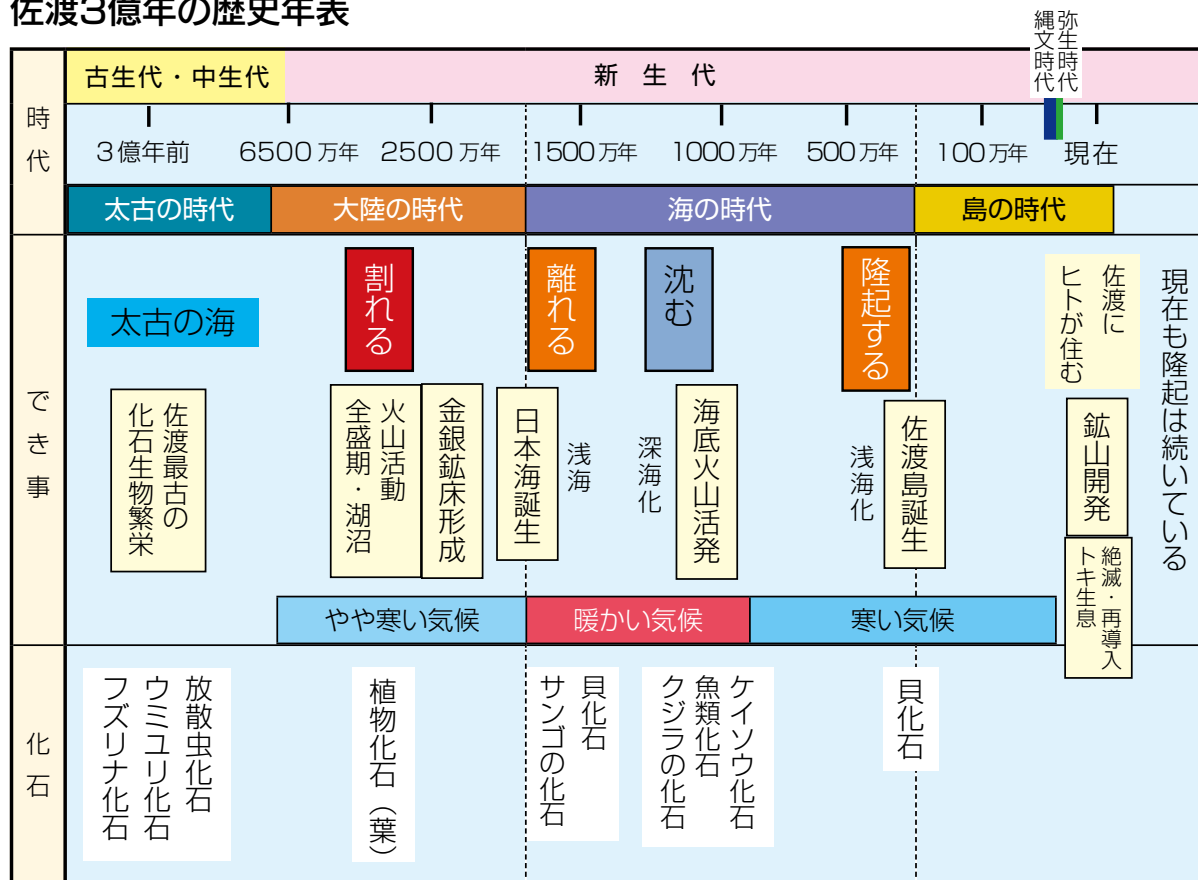 佐渡3億年の歴史年表
縄文時代
弥生時代
時代
古生代・中生代
新生代
3億年前
6500万年
2500万年
1500万年
1000万年
500万年
100万年
現在
太古の時代
大陸の時代
海の時代
島の時代
でき事
太古の海
割れる
離れる
沈む
隆起する
佐渡に
ヒトが住む
現在も隆起は続いている
佐渡最古の
化石生物繁栄
火山活動
全盛期・湖沼
金銀鉱床形成
日本海誕生
浅海
深海化
海底火山活発
浅海化
佐渡島誕生
鉱山開発
絶滅・再導入
トキ生息
やや寒い気候
暖かい気候
寒い気候
化石
放散虫化石
ウミユリ化石
フズリナ化石
植物化石（葉）
貝化石
サンゴの化石
ケイソウ化石
魚類化石
クジラの化石
貝化石